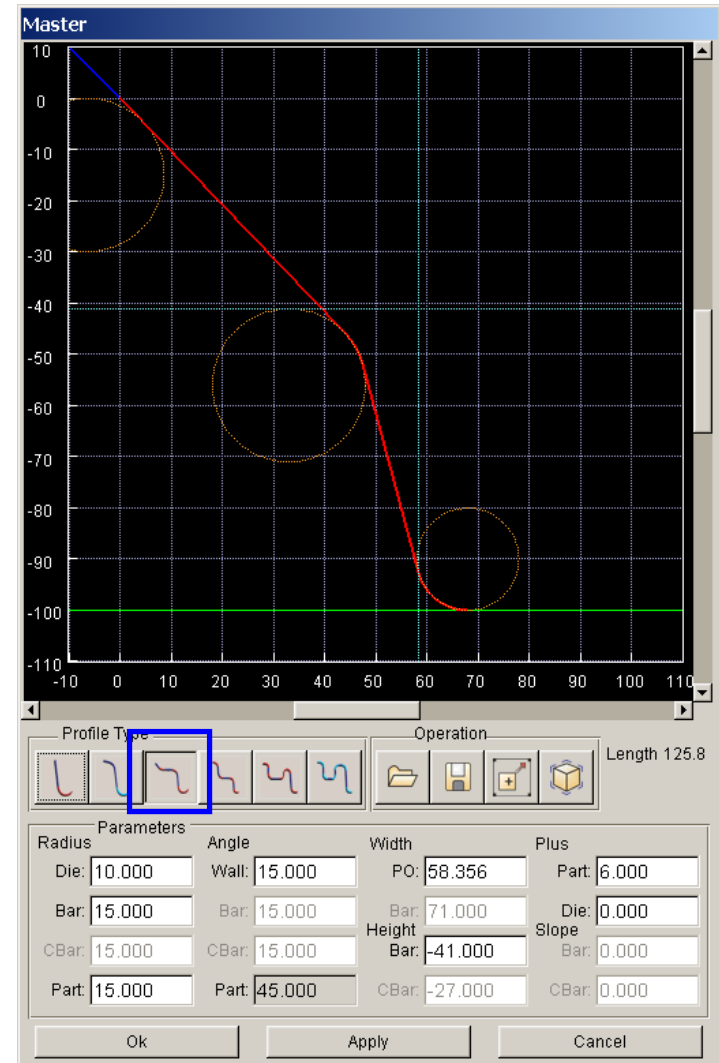 Master
10
0
-10
-20
-30
-40
-50
-60
-70
-80
-90
-100
-110
-10 0 10 20 30 40 50 60 70 80 90 100 110
Profile Type Operation
Length 125.8
Parameters
Radius Angle Width Plus
Die: 10.000 Wall: 15.000 PO: 58.356 Part: 6.000
Bar: 15.000 Bar: 15.000 Bar: 71.000 Die: 0.000
Height Slope
CBar: 15.000 CBar: 15.000 Bar: -41.000 Bar: 0.000
Part: 15.000 Part: 45.000 CBar: -27.000 CBar: 0.000
Ok Apply Cancel